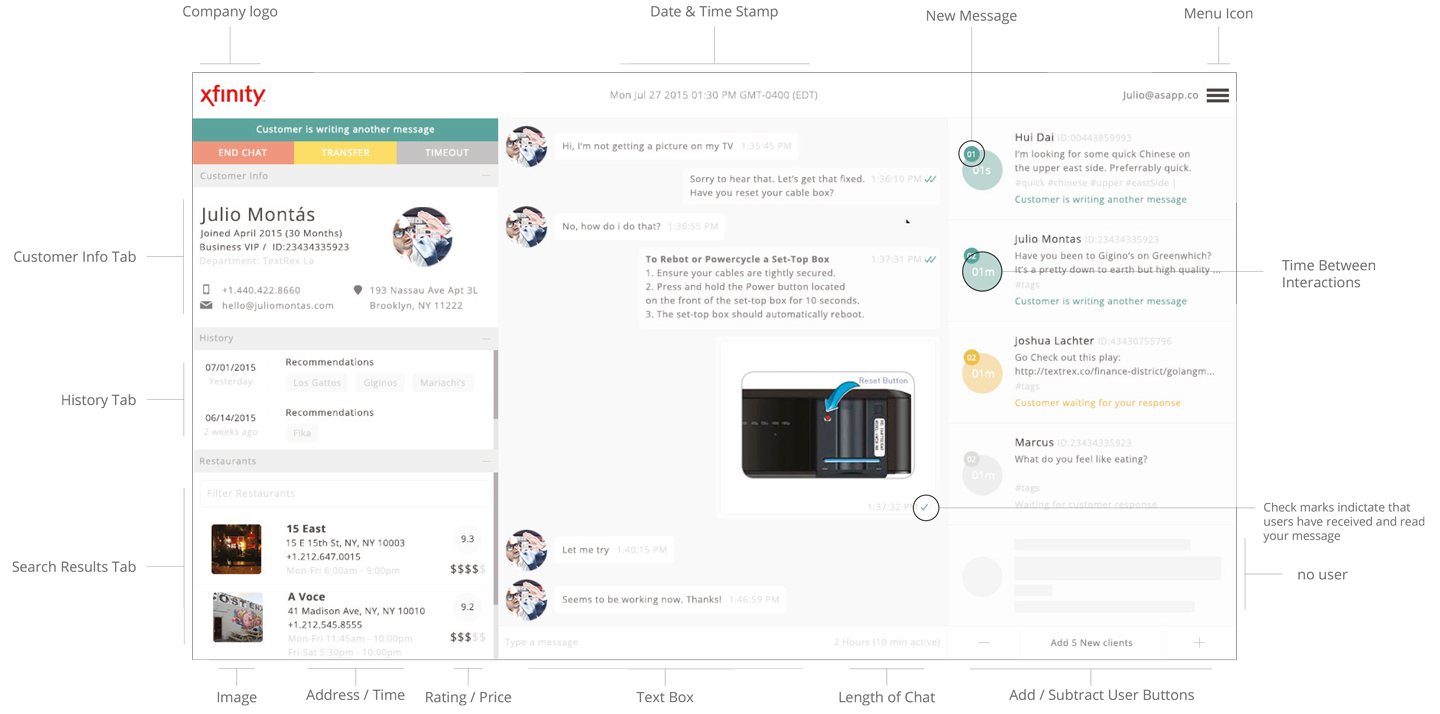 Company logo
Date & Time Stamp
New Message
Menu Icon
xfinity
Mon Jul 27 2015 01:30 PM GMT-0400 (EDT)
Julio@asapp.co
Customer is writing another message
END CHAT
TRANSFER
TIMEOUT
Customer Info
Julio Montás
Joined April 2015 (30 Months)
Business VIP / ID:23434335923
Department: TextRex La
+1.440.422.8660
hello@juliomontas.com
193 Nassau Ave Apt 3L
Brooklyn, NY 11222
Customer Info Tab
History
07/01/2015
Yesterday
Recommendations
Los Gattos
Giginos
Mariachi's
06/14/2015
2 weeks ago
Recommendations
Fika
History Tab
Restaurants
Filter Restaurants
15 East
15 E 15th St, NY, NY 10003
+1.212.647.0015
Mon-Fri 6:00am - 9:00pm
9.3
$$$$$
A Voce
41 Madison Ave, NY, NY 10010
+1.212.545.8555
Mon-Fri 11:45am - 10:00pm
Fri-Sat 5:30pm - 10:00pm
9.2
$$$$$
Search Results Tab
Hi, I'm not getting a picture on my TV 1:35:45 PM
Sorry to hear that. Let's get that fixed. 1:36:10 PM
Have you reset your cable box?
No, how do i do that? 1:36:55 PM
To Rebot or Powercycle a Set-Top Box 1:37:31 PM
1. Ensure your cables are tightly secured.
2. Press and hold the Power button located
on the front of the set-top box for 10 seconds.
3. The set-top box should automatically reboot.
Reset Button
1:37:32 PM
Let me try 1:40:15 PM
Seems to be working now. Thanks! 1:46:59 PM
Type a message
2 Hours (10 min active)
01
01s
Hui Dai ID:00443859993
I'm looking for some quick Chinese on
the upper east side. Preferrably quick.
#quick #chinese #upper #eastSide |
Customer is writing another message
02
01m
Julio Montas ID:23434335923
Have you been to Gigino's on Greenwhich?
It's a pretty down to earth but high quality ...
#tags
Customer is writing another message
Time Between
Interactions
02
01m
Joshua Lachter ID:43430755796
Go Check out this play:
http://textrex.co/finance-district/golangm...
#tags
Customer waiting for your response
02
01m
Marcus ID:23434335923
What do you feel like eating?
#tags
Waiting for customer response
Check marks indictate that
users have received and read
your message
no user
Add 5 New clients
Image
Address / Time
Rating / Price
Text Box
Length of Chat
Add / Subtract User Buttons